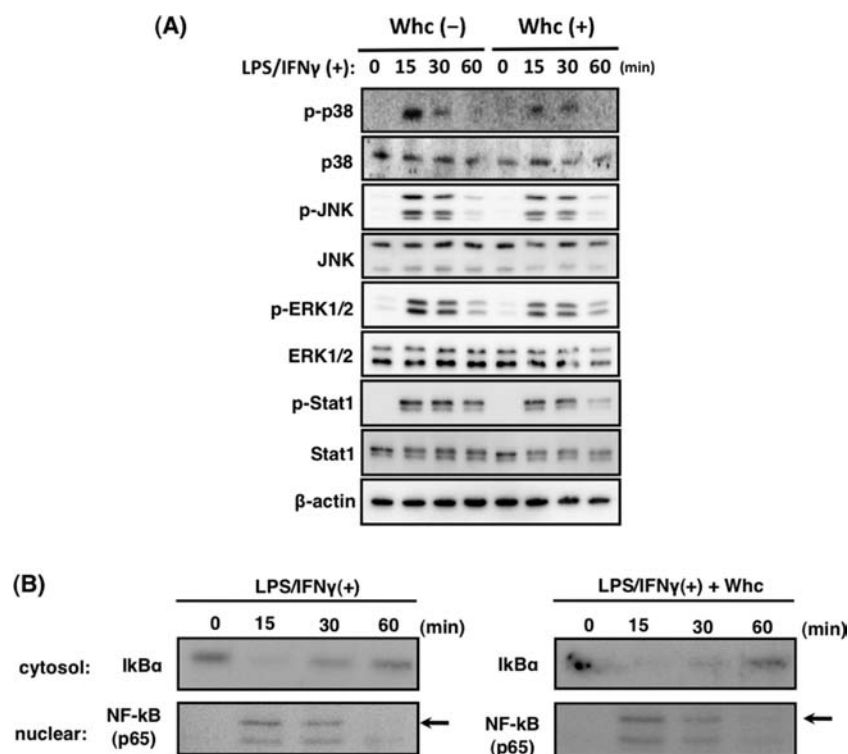 (A)
Whc (−) Whc (+)
LPS/IFNγ (+): 0 15 30 60 0 15 30 60 (min)
p-p38
p38
p-JNK
JNK
p-ERK1/2
ERK1/2
p-Stat1
Stat1
β-actin
(B)
LPS/IFNγ(+) LPS/IFNγ(+) + Whc
0 15 30 60 (min) 0 15 30 60 (min)
cytosol: IkBα IkBα
nuclear: NF-kB (p65) NF-kB (p65)